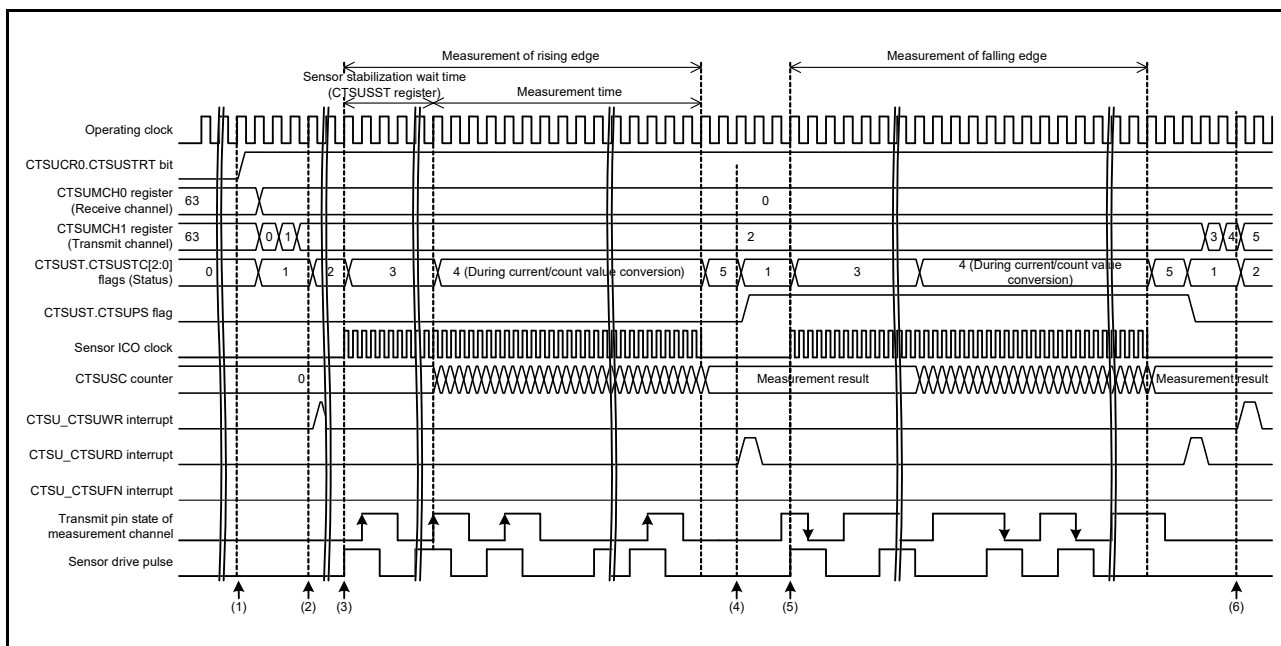 Measurement of rising edge
Measurement of falling edge
Sensor stabilization wait time
(CTSUSST register)
Measurement time
Operating clock
CTSUCR0.CTSUSTRT bit
CTSUMCH0 register
(Receive channel)
63
0
CTSUMCH1 register
(Transmit channel)
63
0
1
2
3
4
5
CTSUST.CTSUSTC[2:0]
flags (Status)
0
1
2
3
4 (During current/count value conversion)
5
1
3
4 (During current/count value
conversion)
5
1
2
CTSUST.CTSUPS flag
Sensor ICO clock
CTSUSC counter
0
Measurement result
Measurement result
CTSU_CTSUWR interrupt
CTSU_CTSURD interrupt
CTSU_CTSUFN interrupt
Transmit pin state of
measurement channel
Sensor drive pulse
(1)
(2)
(3)
(4)
(5)
(6)